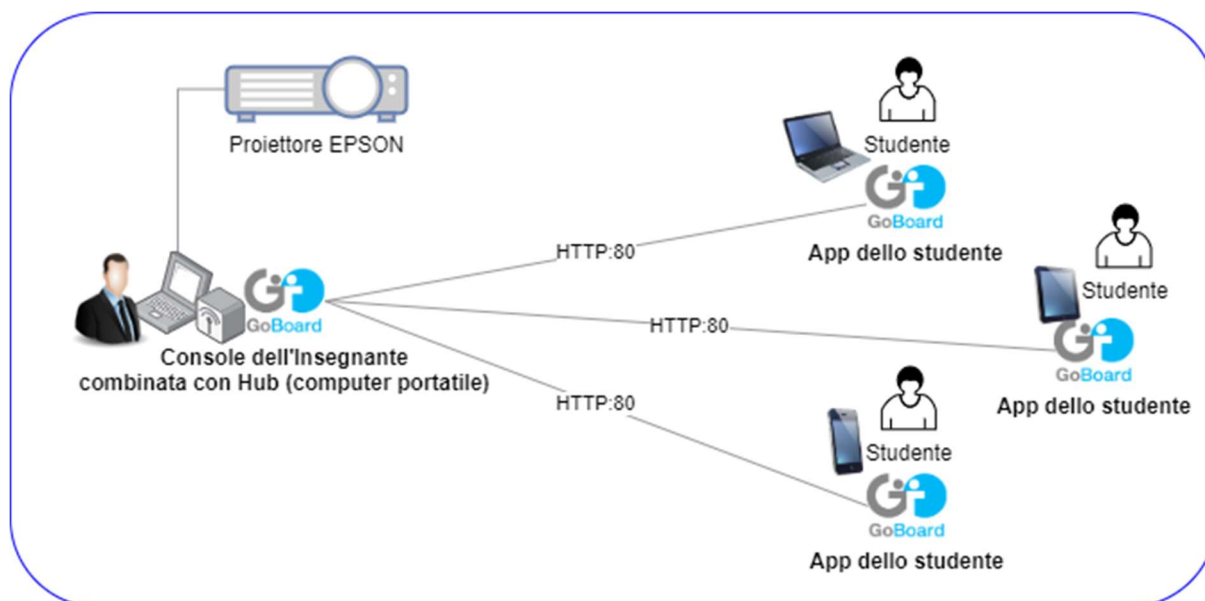 Proiettore EPSON
Studente
GoBoard
App dello studente
HTTP:80
Studente
HTTP:80
GoBoard
GoBoard
Console dell'Insegnante
combinata con Hub (computer portatile)
App dello studente
HTTP:80
Studente
GoBoard
App dello studente